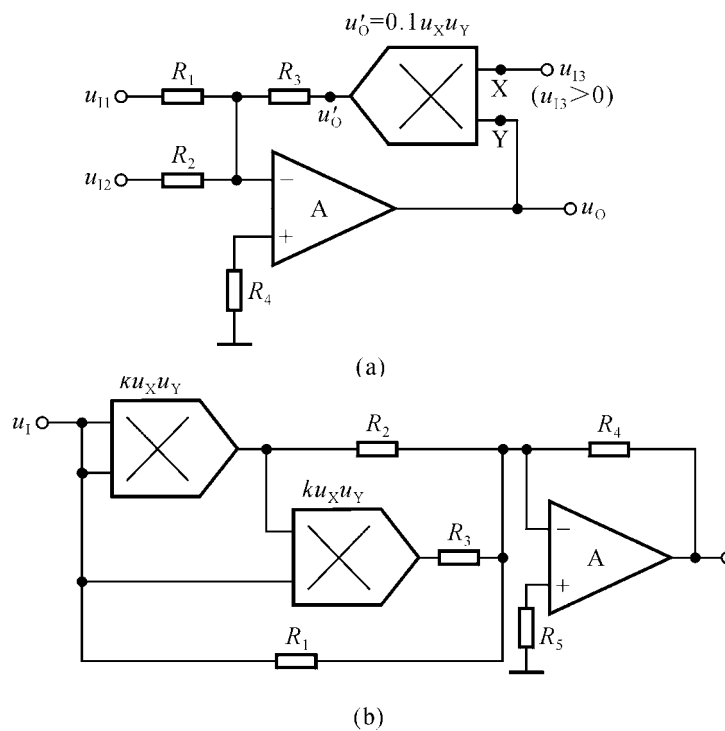 u′O=0.1uXuY
R1
R3
uI1
u′O
X
uI3
(uI3>0)
Y
R2
uI2
−
A
+
uO
R4
(a)
κuXuY
uI
R2
R4
kuXuY
R3
−
A
+
R1
R5
(b)